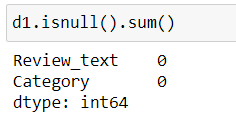 d1.isnull().sum()
Review_text    0
Category       0
dtype: int64